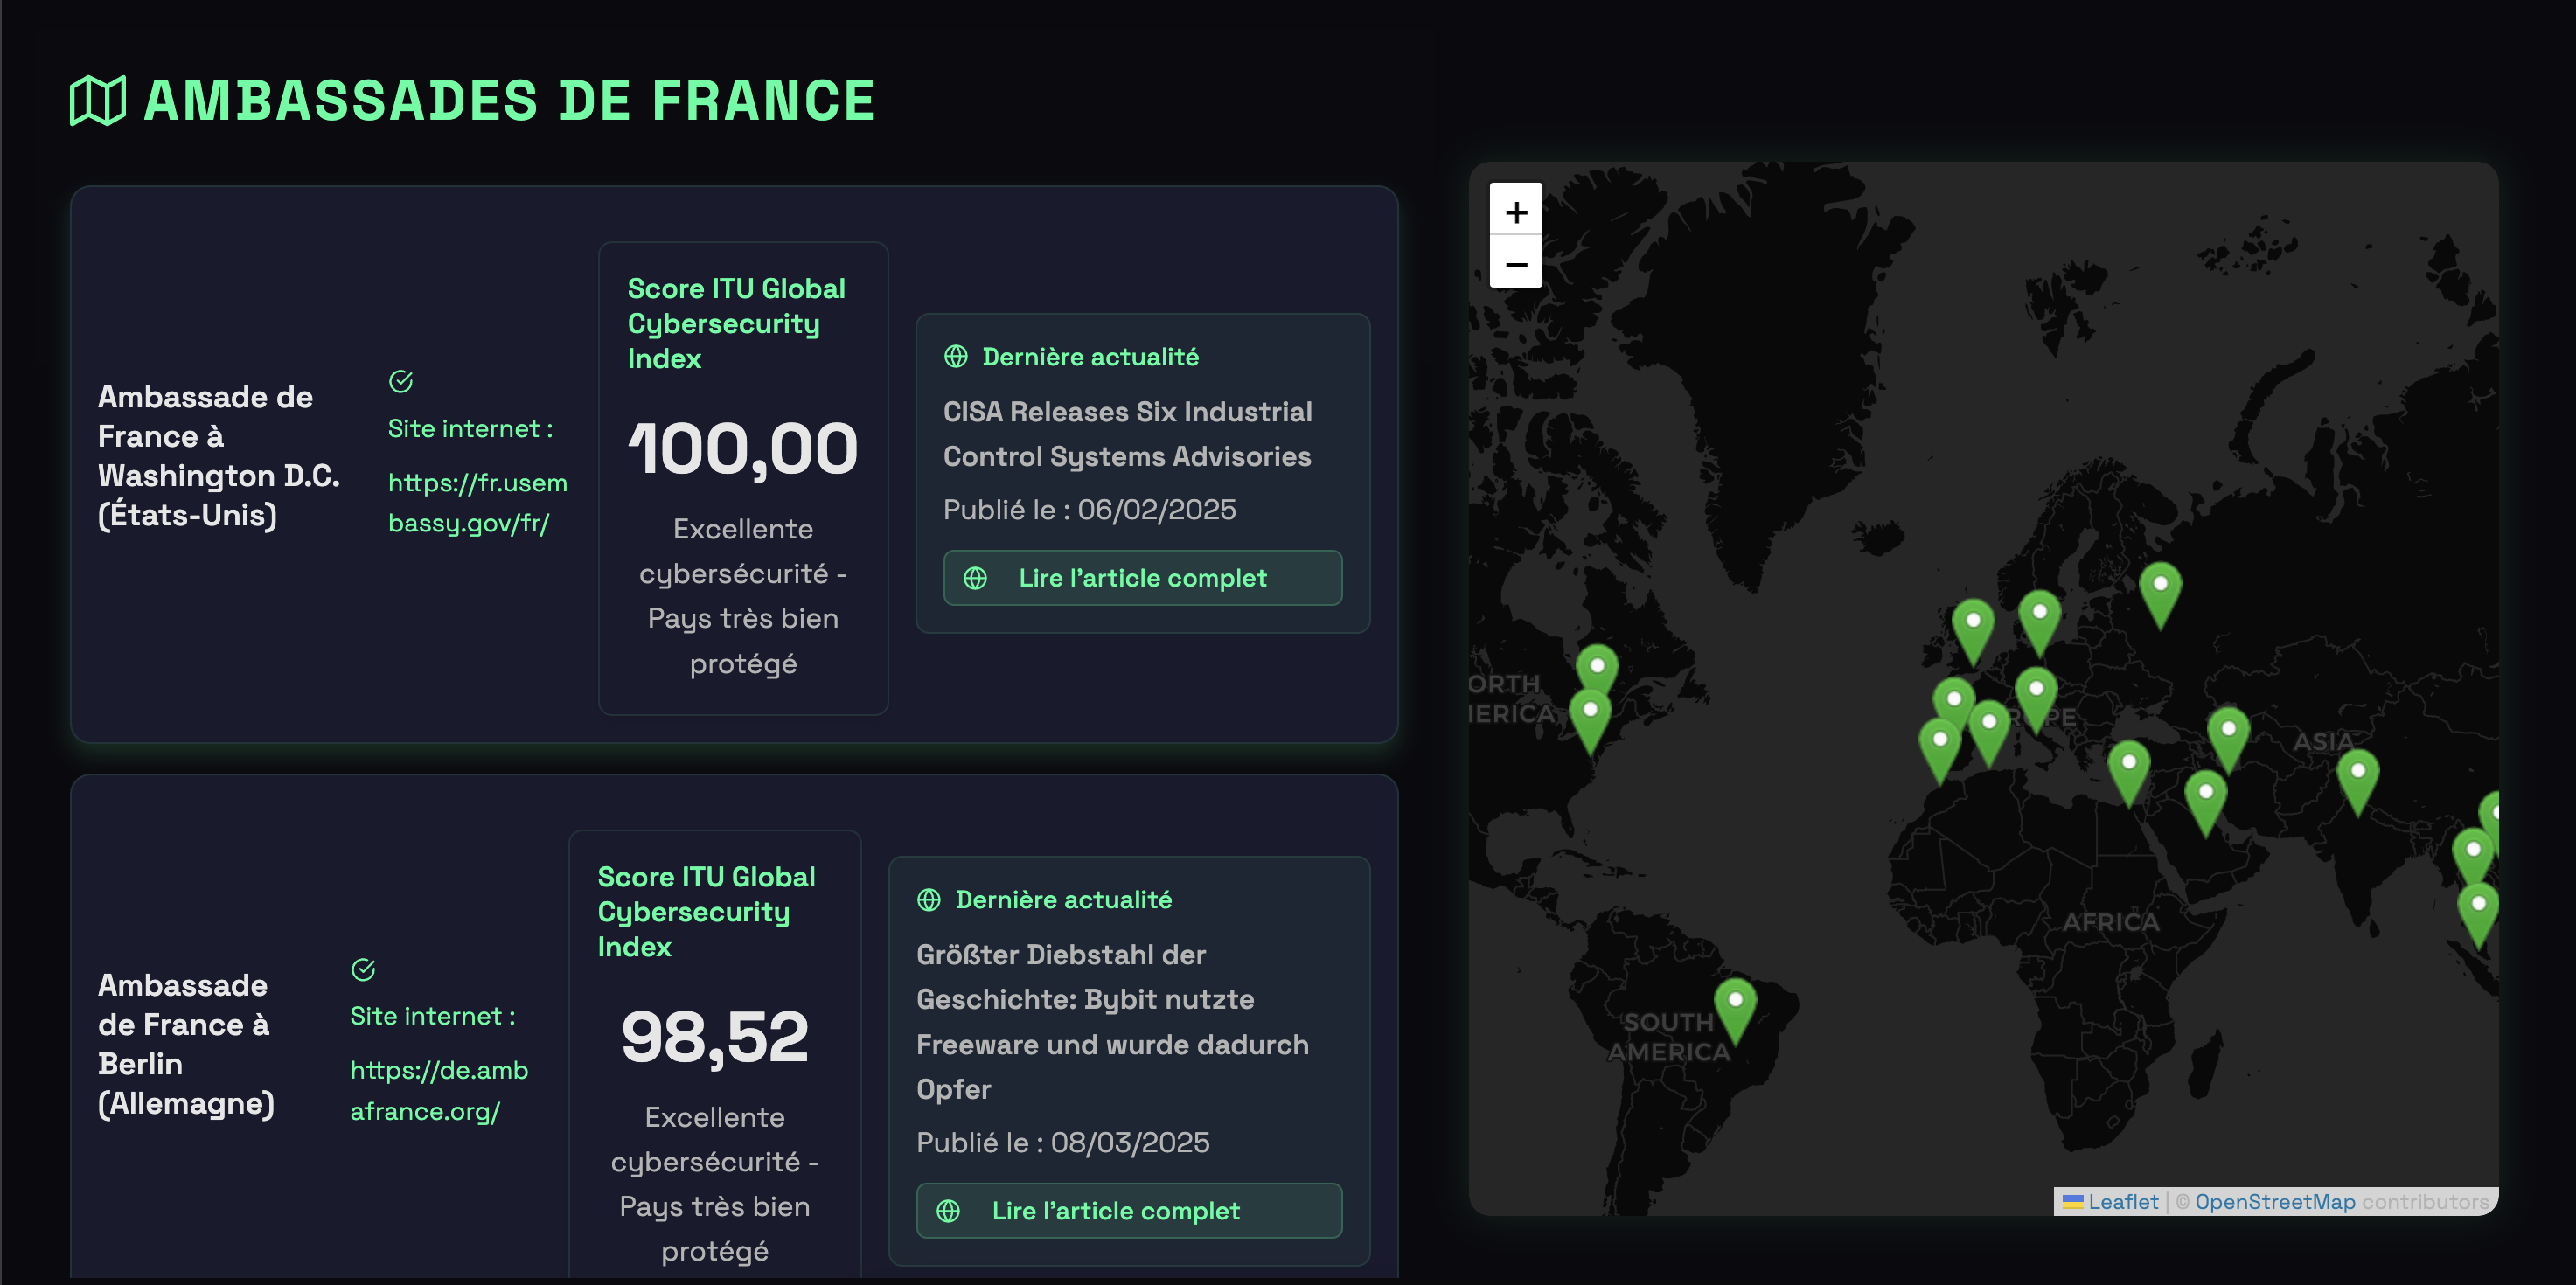 AMBASSADES DE FRANCE
Ambassade de
France à
Washington D.C.
(États-Unis)
Site internet :
https://fr.usem
bassy.gov/fr/
Score ITU Global
Cybersecurity
Index
100,00
Excellente
cybersécurité -
Pays très bien
protégé
Dernière actualité
CISA Releases Six Industrial
Control Systems Advisories
Publié le : 06/02/2025
Lire l'article complet
Ambassade
de France à
Berlin
(Allemagne)
Site internet :
https://de.amb
afrance.org/
Score ITU Global
Cybersecurity
Index
98,52
Excellente
cybersécurité -
Pays très bien
protégé
Dernière actualité
Größter Diebstahl der
Geschichte: Bybit nutzte
Freeware und wurde dadurch
Opfer
Publié le : 08/03/2025
Lire l'article complet
+
−
ORTH
IERICA
ROPE
ASIA
AFRICA
SOUTH
AMERICA
Leaflet | © OpenStreetMap contributors